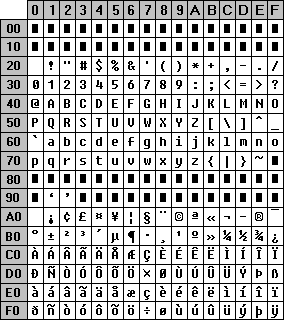 0 1 2 3 4 5 6 7 8 9 A B C D E F
00 ■ ■ ■ ■ ■ ■ ■ ■ ■ ■ ■ ■ ■ ■ ■ ■
10 ■ ■ ■ ■ ■ ■ ■ ■ ■ ■ ■ ■ ■ ■ ■ ■
20 ! " # $ % & ' ( ) * + , - . /
30 0 1 2 3 4 5 6 7 8 9 : ; < = > ?
40 @ A B C D E F G H I J K L M N O
50 P Q R S T U V W X Y Z [ \ ] ^ _
60 ` a b c d e f g h i j k l m n o
70 p q r s t u v w x y z { | } ~ ■
80 ■ ■ ■ ■ ■ ■ ■ ■ ■ ■ ■ ■ ■ ■ ■ ■
90 ■ ‘ ’ ■ ■ ■ ■ ■ ■ ■ ■ ■ ■ ■ ■ ■
A0 ¡ ¢ £ ¤ ¥ ¦ § ¨ © ª « ¬ - ® ¯
B0 ° ± ² ³ ´ µ ¶ · ¸ ¹ º » ¼ ½ ¾ ¿
C0 À Á Â Ã Ä Å Æ Ç È É Ê Ë Ì Í Î Ï
D0 Ð Ñ Ò Ó Ô Õ Ö × Ø Ù Ú Û Ü Ý Þ ß
E0 à á â ã ä å æ ç è é ê ë ì í î ï
F0 ð ñ ò ó ô õ ö ÷ ø ù ú û ü ý þ ÿ